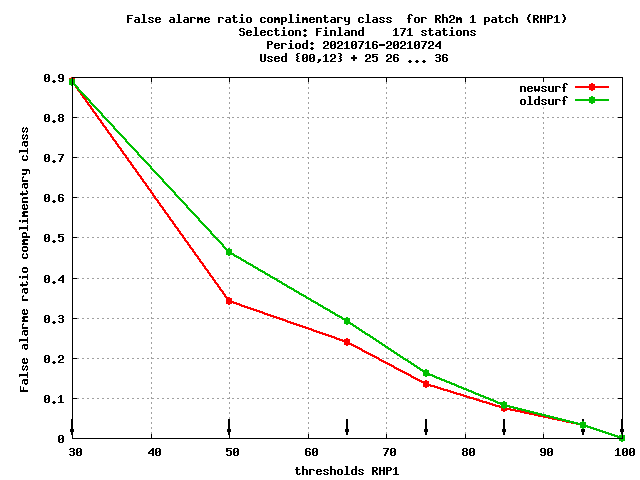 False alarme ratio complimentary class  for Rh2m 1 patch (RHP1)
Selection: Finland    171 stations
Period: 20210716-20210724
Used {00,12} + 25 26 ... 36
newsurf
oldsurf
False alarme ratio complimentary class
0.9
0.8
0.7
0.6
0.5
0.4
0.3
0.2
0.1
0
30 40 50 60 70 80 90 100
thresholds RHP1